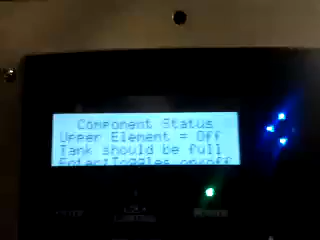 Component Status
Upper Element = Off
Tank should be full
Enter:Toggles on/off